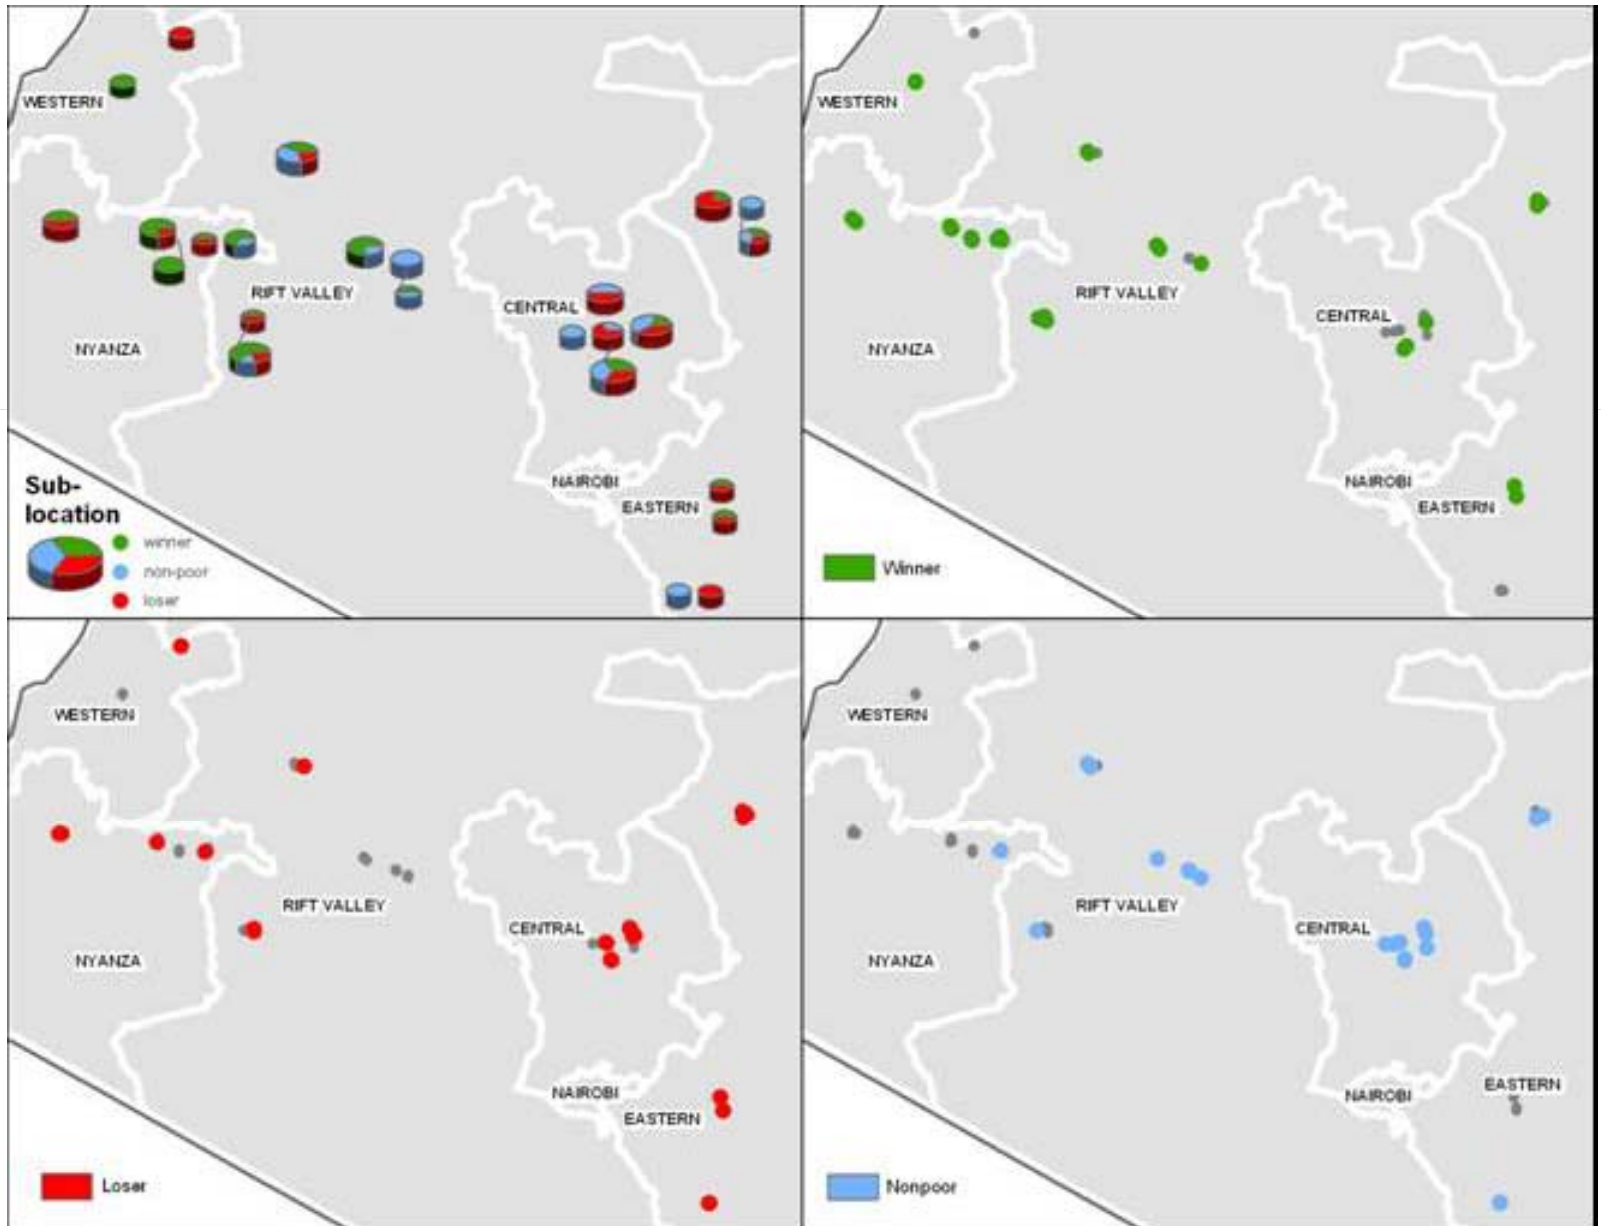 WESTERN
RIFT VALLEY
CENTRAL
NYANZA
NAIROBI
EASTERN
Sub-
location
winner
non-poor
loser
WESTERN
RIFT VALLEY
CENTRAL
NYANZA
NAIROBI
EASTERN
Winner
WESTERN
RIFT VALLEY
CENTRAL
NYANZA
NAIROBI
EASTERN
Loser
WESTERN
RIFT VALLEY
CENTRAL
NYANZA
EASTERN
NAIROBI
Nonpoor